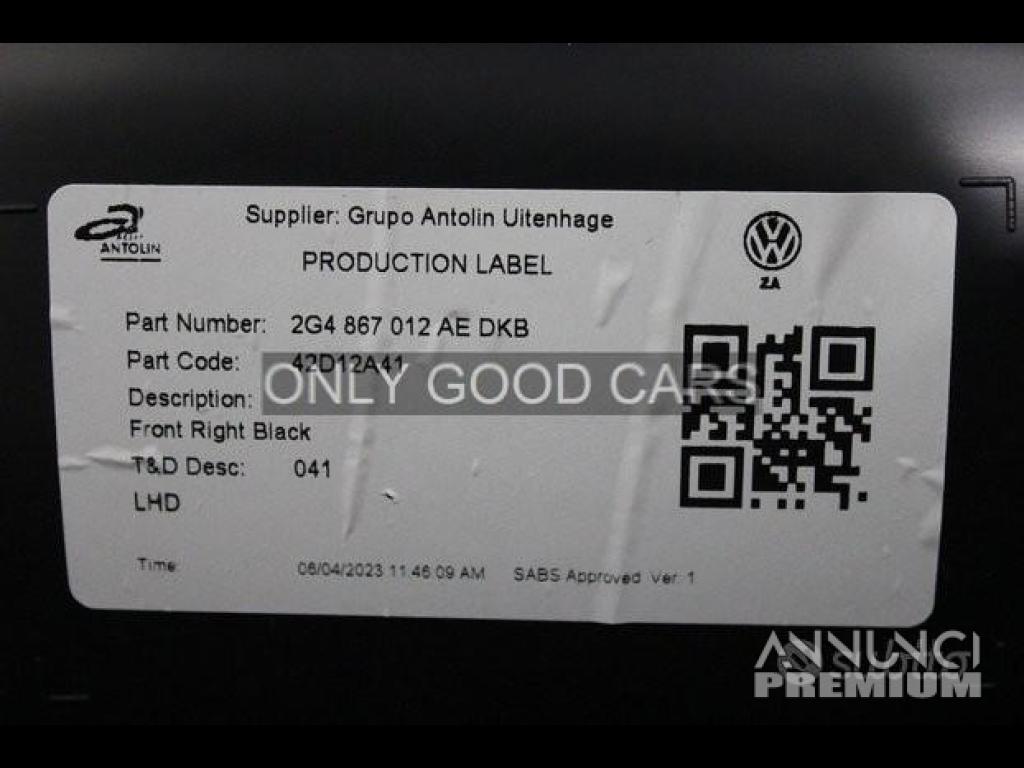 ANTOLIN
Supplier: Grupo Antolin Uitenhage
PRODUCTION LABEL
ZA
Part Number: 2G4 867 012 AE DKB
Part Code: 42D12A41
ONLY GOOD CARS
Description:
Front Right Black
T&D Desc: 041
LHD
Time: 06/04/2023 11:46:09 AM SABS Approved Ver: 1
ANNUNCI
PREMIUM